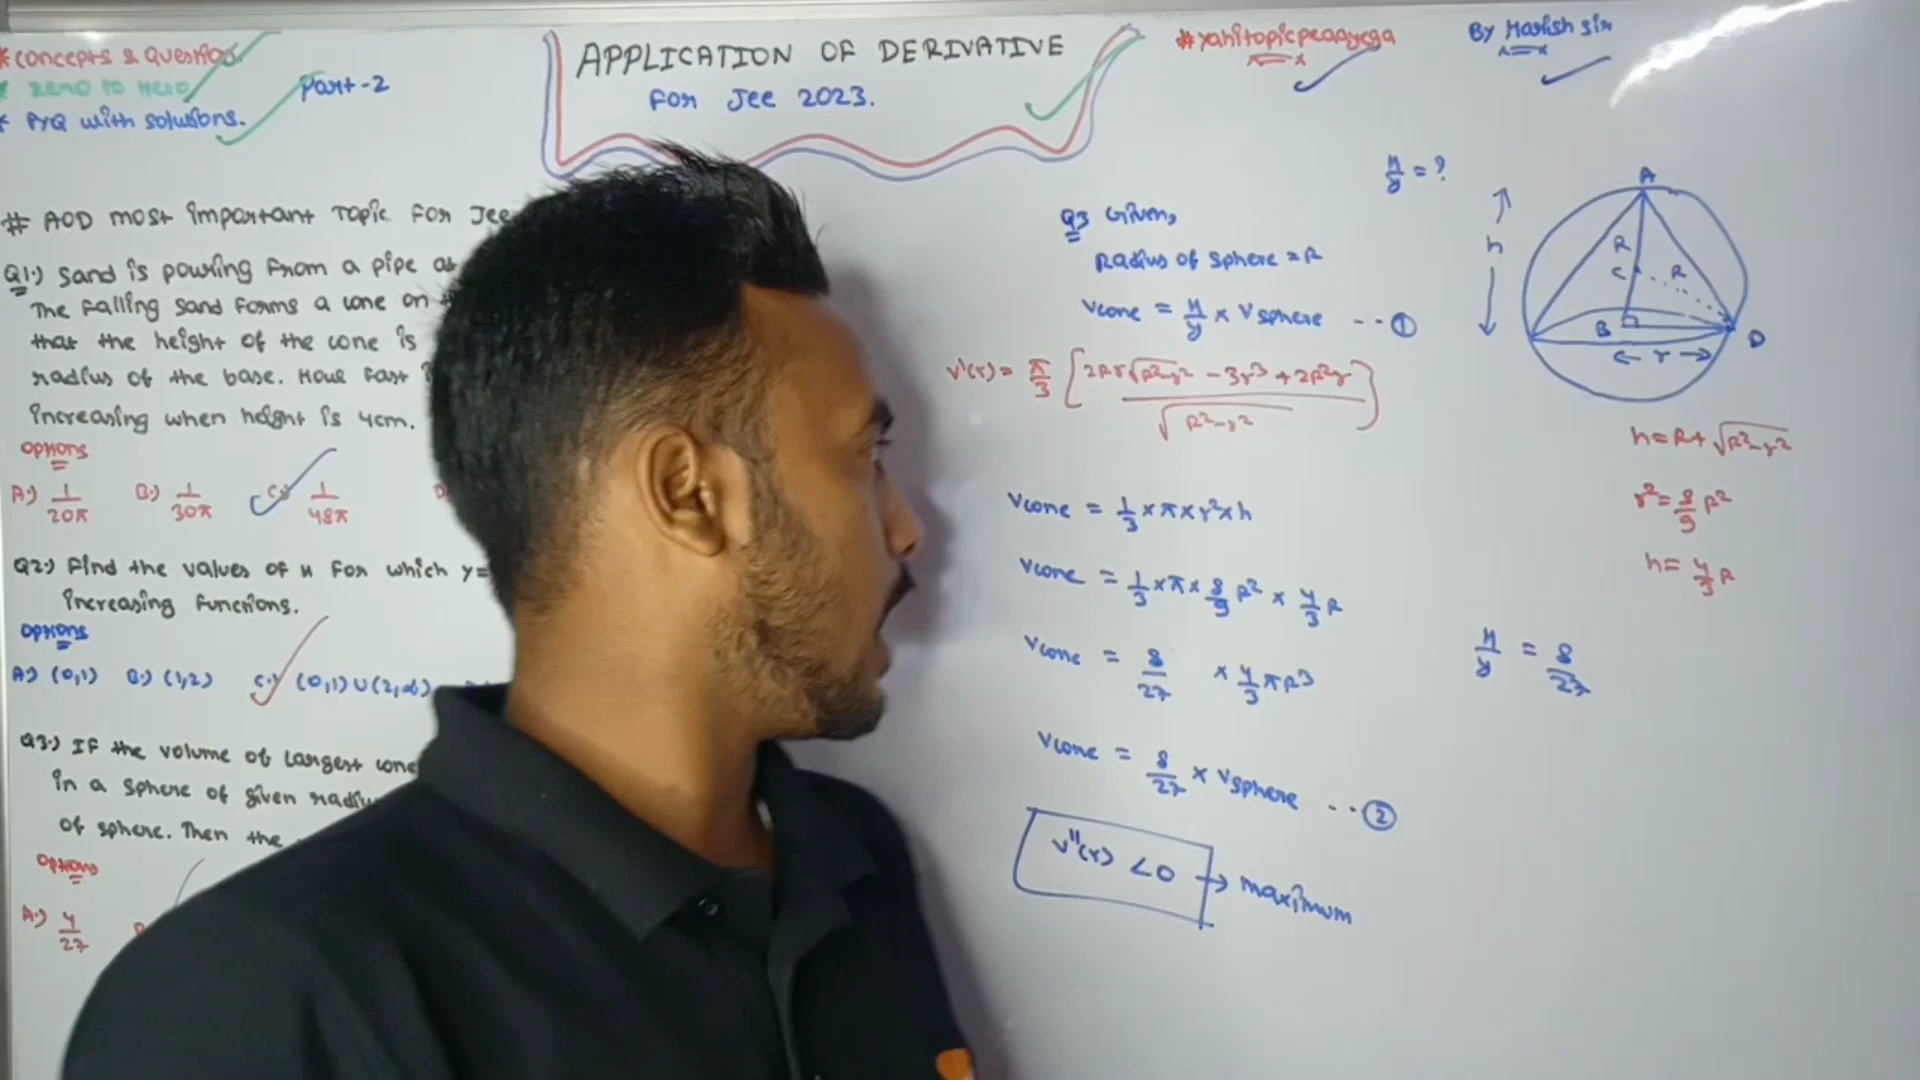 * Concepts & Question
* ZERO TO HERO
* PYQ with solutions.
Part-2
APPLICATION OF DERIVATIVE
For Jee 2023.
By Harish sir
# AOD most important Topic For Jee
Q1.) Sand is pouring from a pipe at
The falling sand forms a cone on
that the height of the cone is
radius of the base. How fast
increasing when height is 4cm.
options
A.) 1/20π B.) 1/30π C.) 1/48π D
Q2.) Find the values of x for which y=
increasing functions.
options
A.) (0,1) B.) (1,2) C.) (0,1)∪(2,∞)
Q3.) If the volume of largest cone
in a sphere of given radiu
of sphere. Then the
options
A.) 4/27
x/y = ?
Q3 Given,
Radius of sphere = R
Vcone = x/y × Vsphere --- ①
V'(r) = π/3 [2Rr√R²-r² - 3r³ + 2R²r / √R²-r²]
Vcone = 1/3 × π × r² × h
Vcone = 1/3 × π × 8/9 R² × 4/3 R
Vcone = 8/27 × 4/3 πR³
Vcone = 8/27 × Vsphere --- ②
V''(r) < 0 → maximum
A
h
R
C
R
B
r
D
h = R + √R²-r²
r² = 8/9 R²
h = 4/3 R
x/y = 8/27